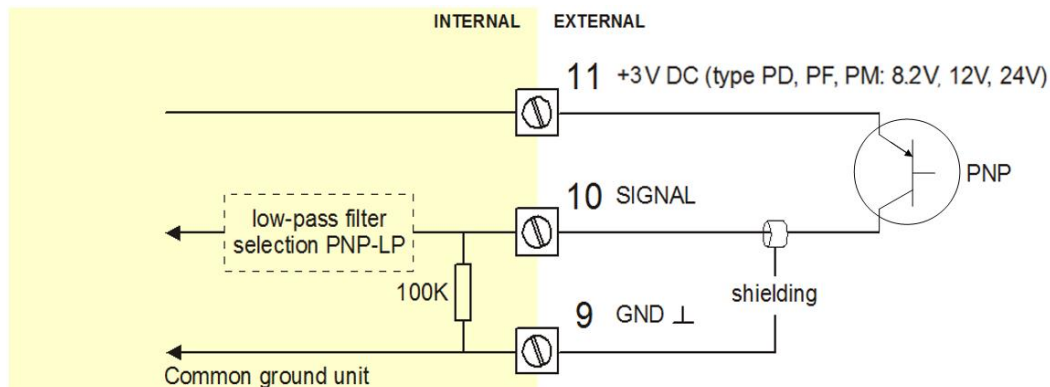 INTERNAL EXTERNAL
11 +3V DC (type PD, PF, PM: 8.2V, 12V, 24V)
PNP
10 SIGNAL
low-pass filter
selection PNP-LP
100K
shielding
9 GND ⊥
Common ground unit